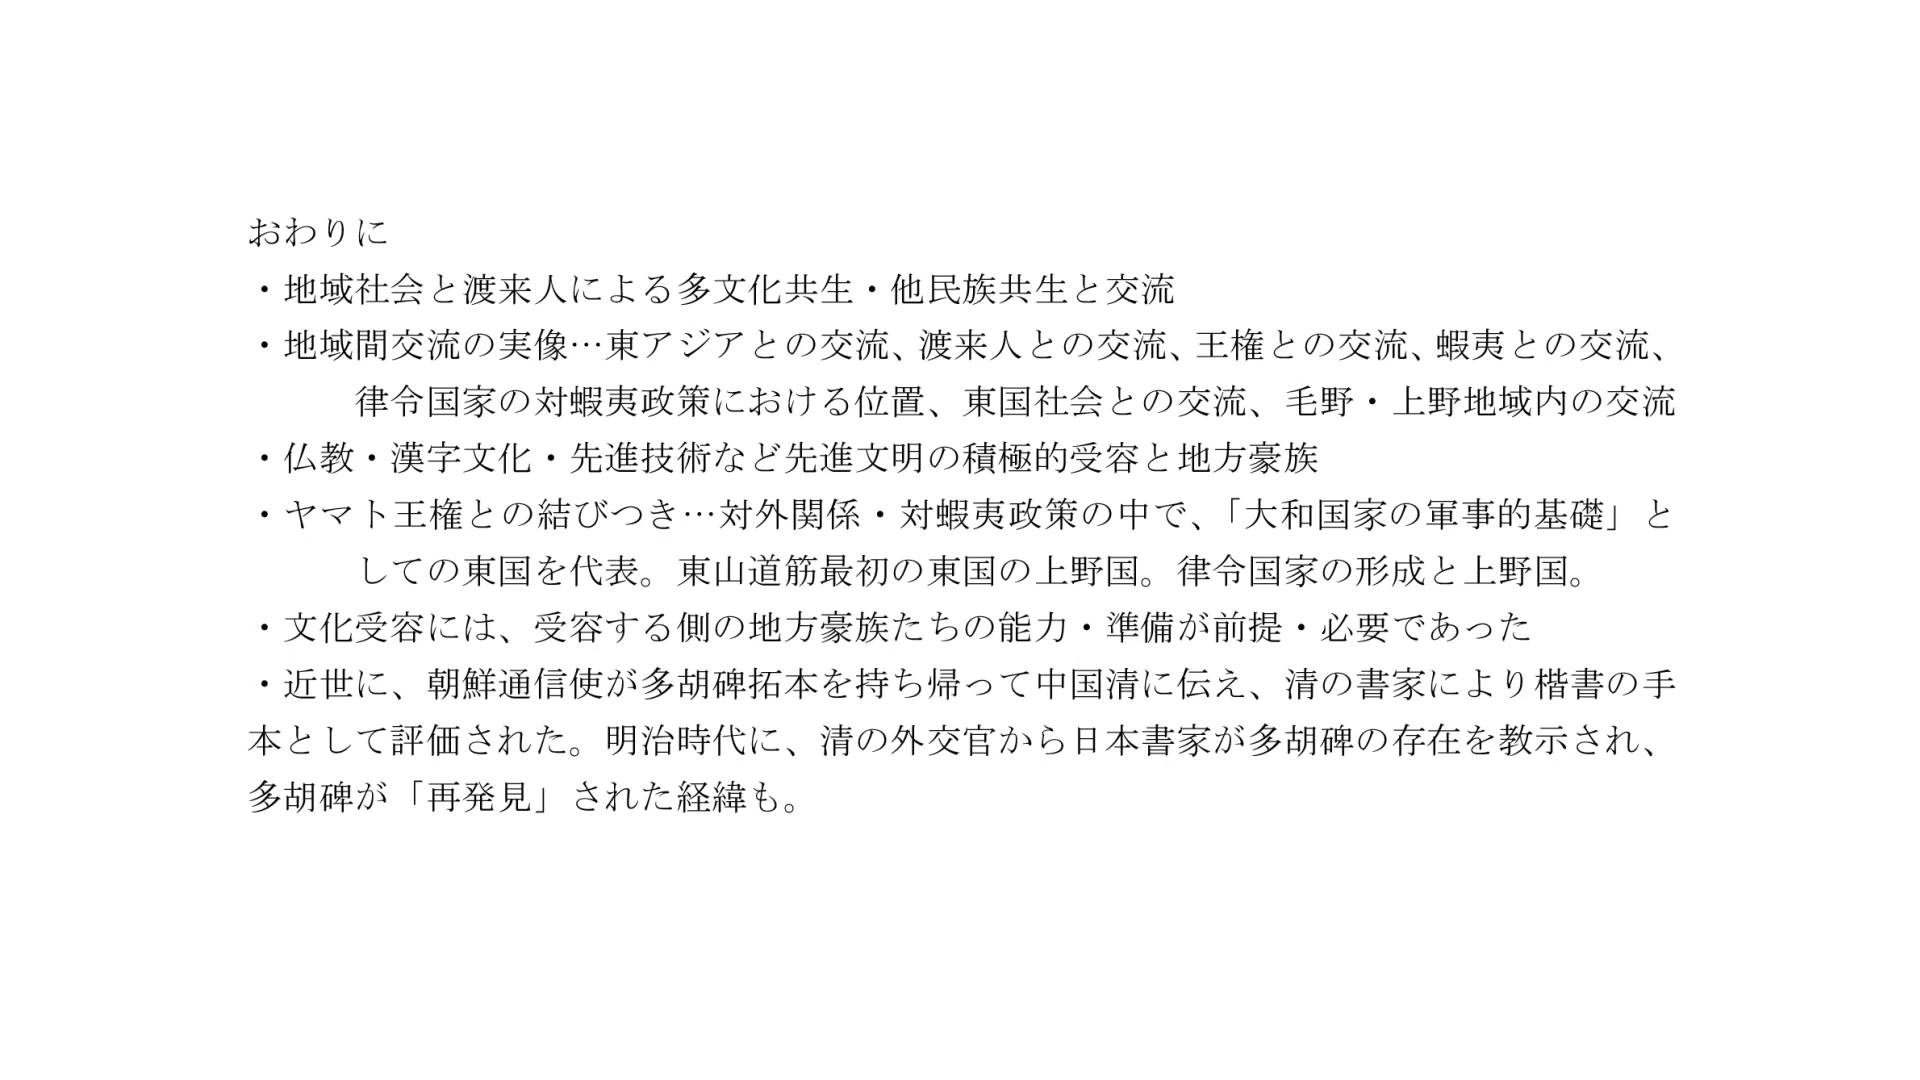 おわりに
・地域社会と渡来人による多文化共生・他民族共生と交流
・地域間交流の実像…東アジアとの交流、渡来人との交流、王権との交流、蝦夷との交流、
律令国家の対蝦夷政策における位置、東国社会との交流、毛野・上野地域内の交流
・仏教・漢字文化・先進技術など先進文明の積極的受容と地方豪族
・ヤマト王権との結びつき…対外関係・対蝦夷政策の中で、「大和国家の軍事的基礎」と
しての東国を代表。東山道筋最初の東国の上野国。律令国家の形成と上野国。
・文化受容には、受容する側の地方豪族たちの能力・準備が前提・必要であった
・近世に、朝鮮通信使が多胡碑拓本を持ち帰って中国清に伝え、清の書家により楷書の手
本として評価された。明治時代に、清の外交官から日本書家が多胡碑の存在を教示され、
多胡碑が「再発見」された経緯も。